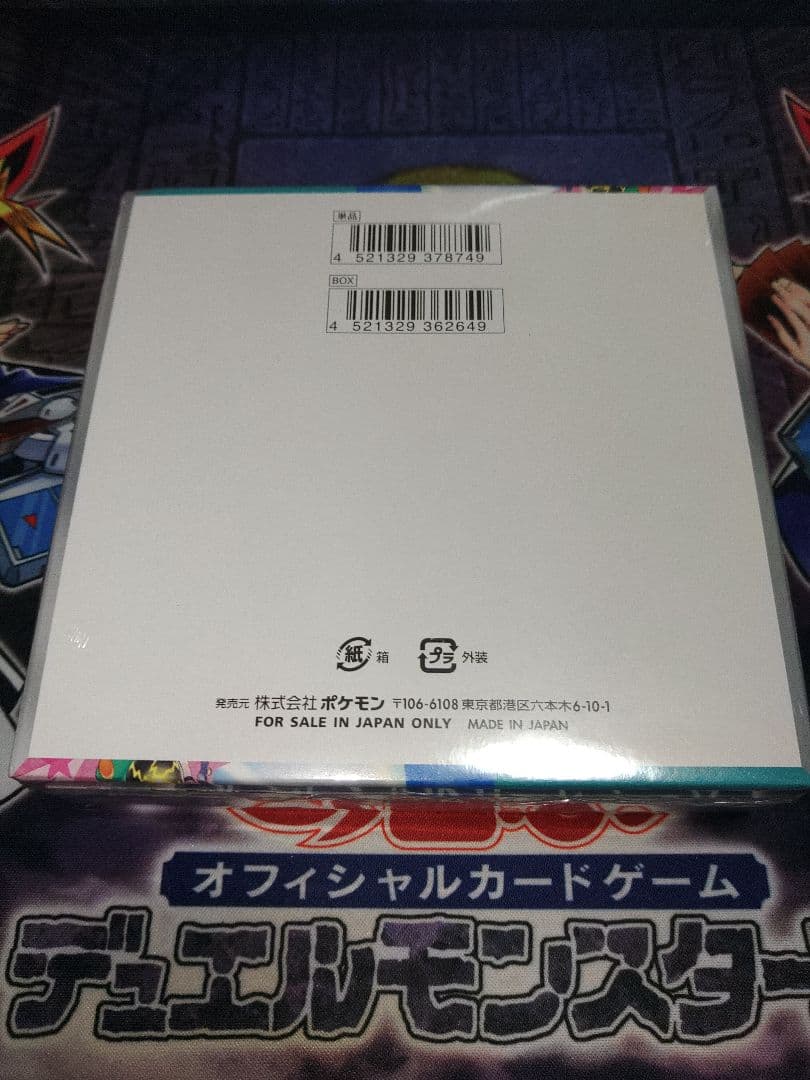 単品
4 521329 378749
BOX
4 521329 362649
紙 箱 プラ 外装
発売元 株式会社 ポケモン 〒106-6108 東京都港区六本木6-10-1
FOR SALE IN JAPAN ONLY MADE IN JAPAN
オフィシャルカードゲーム
デュエルモンスター